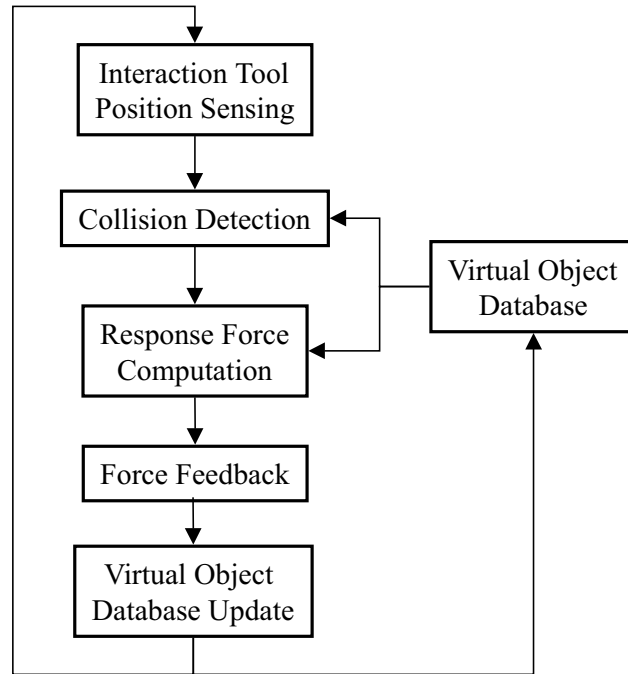 Interaction Tool
Position Sensing
Collision Detection
Virtual Object
Database
Response Force
Computation
Force Feedback
Virtual Object
Database Update